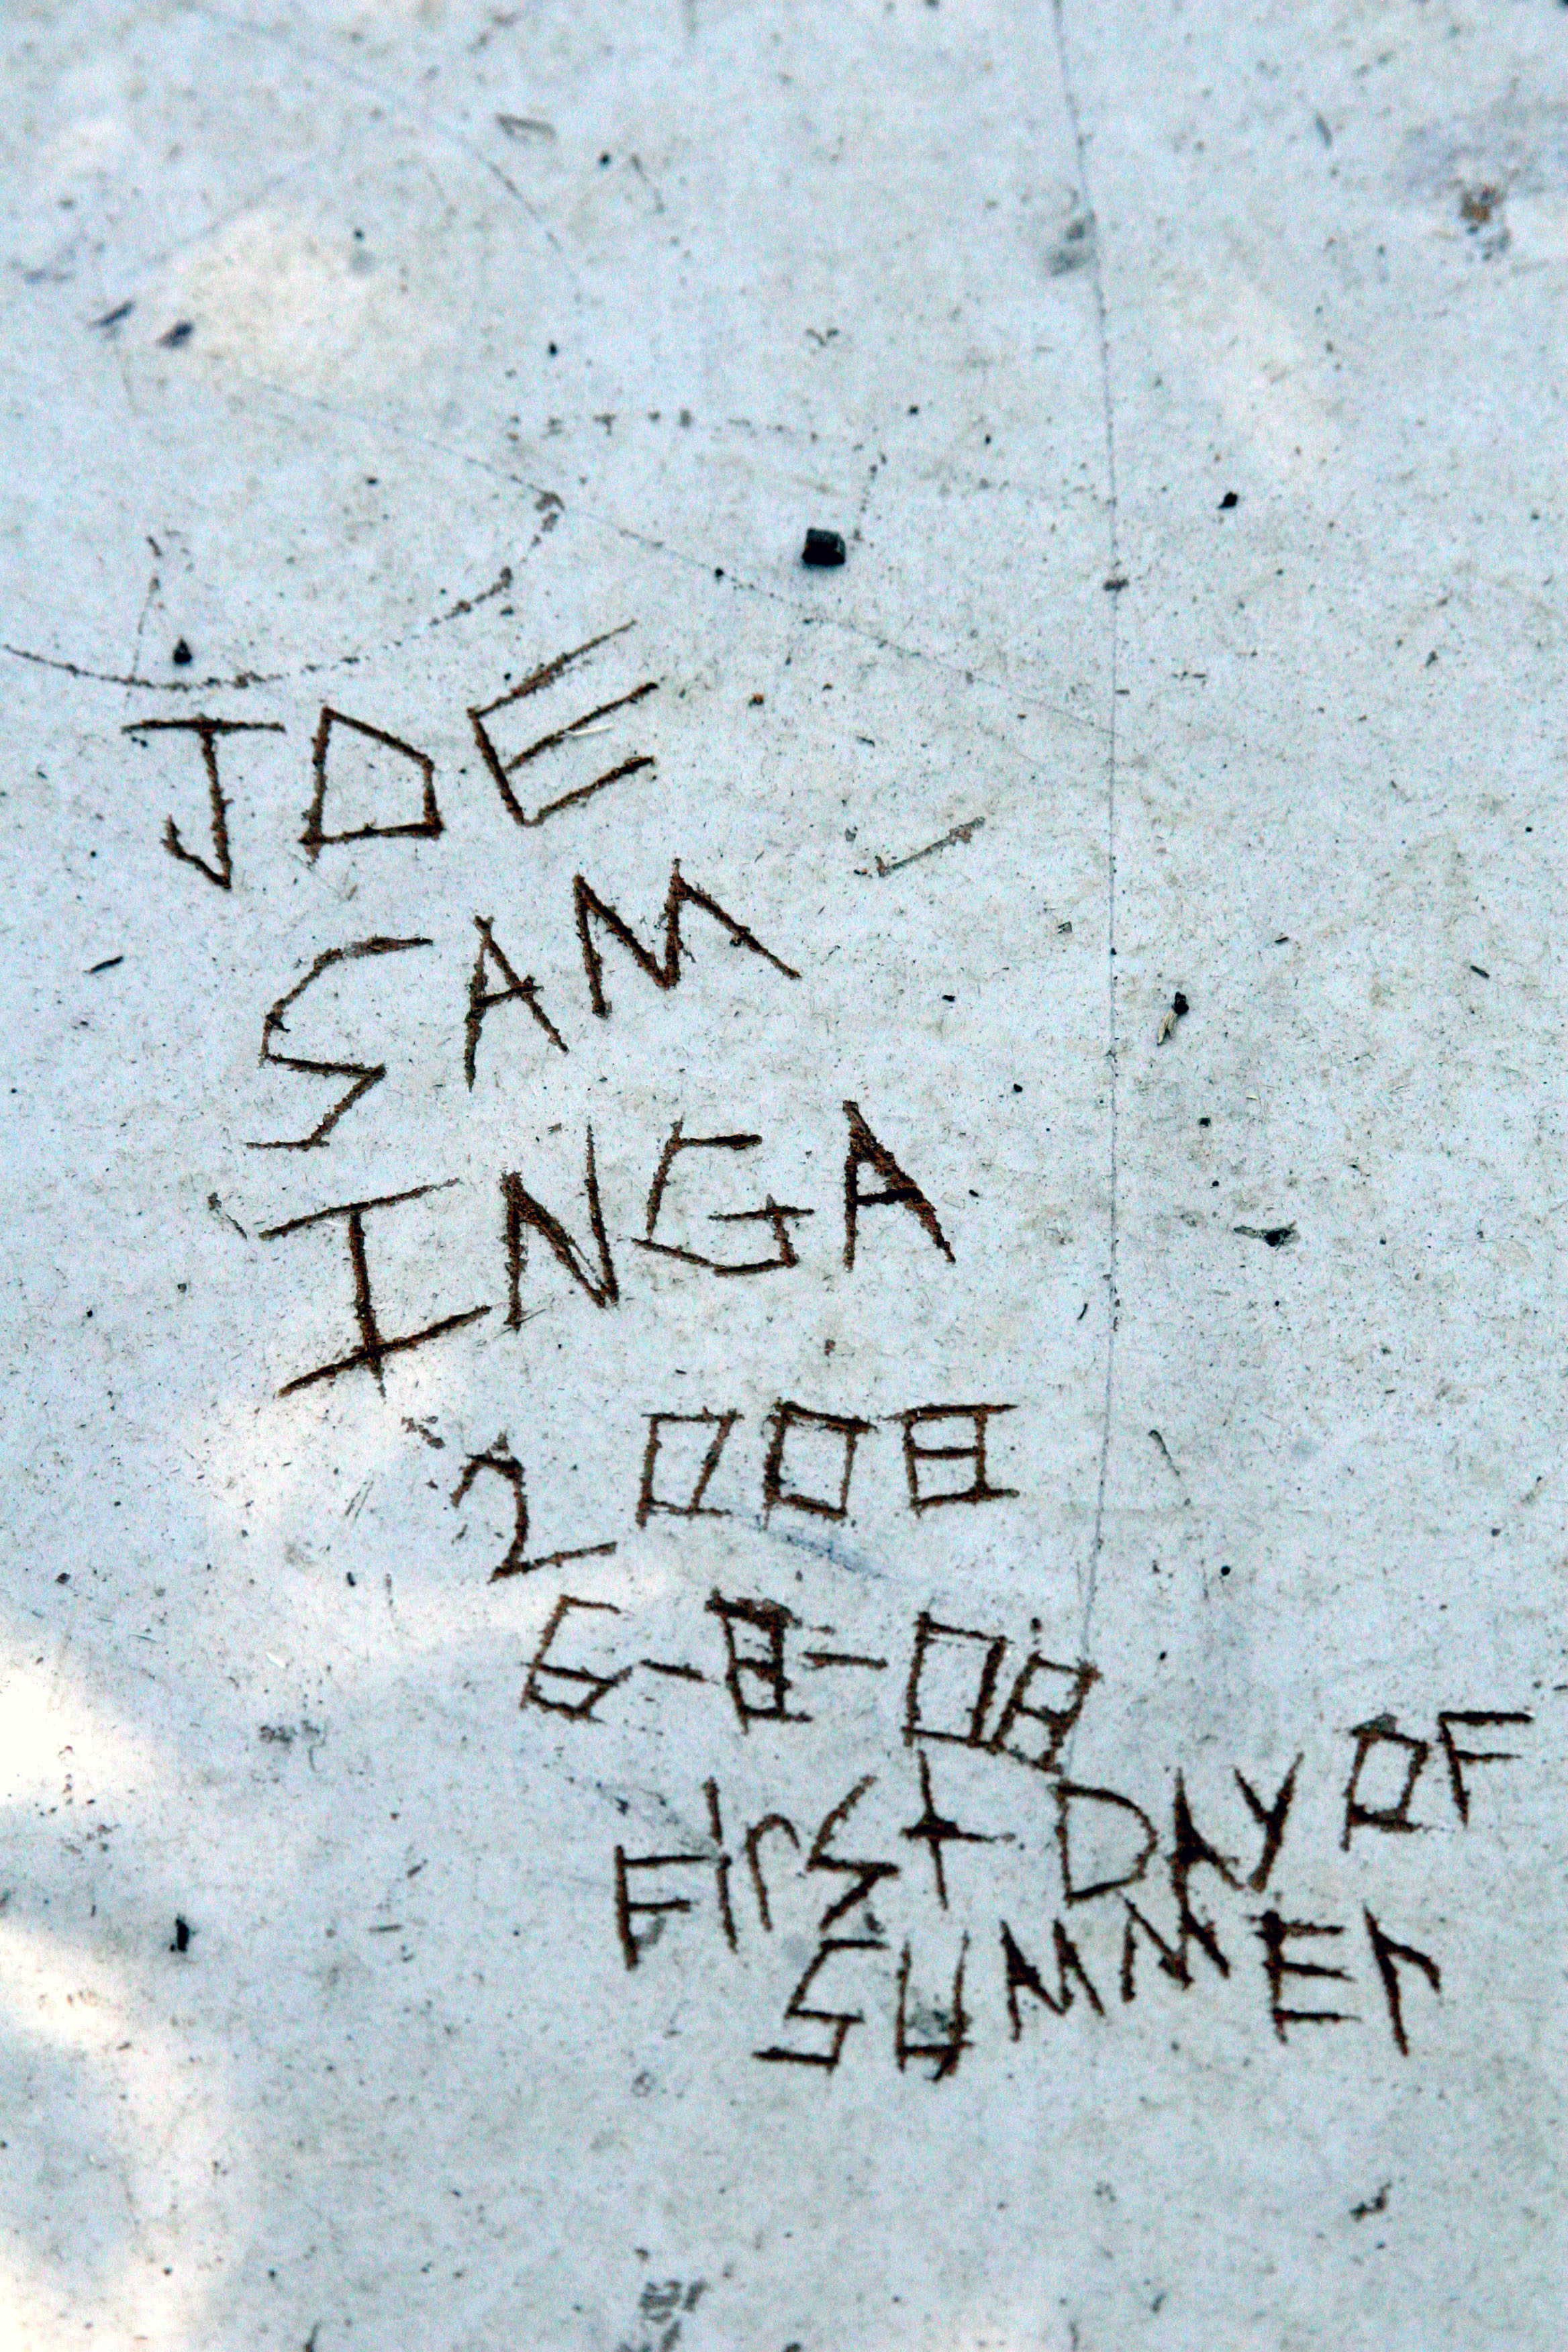 JOE
SAM
INGA
2008
6-8-08
First DAY OF
SUMMEr